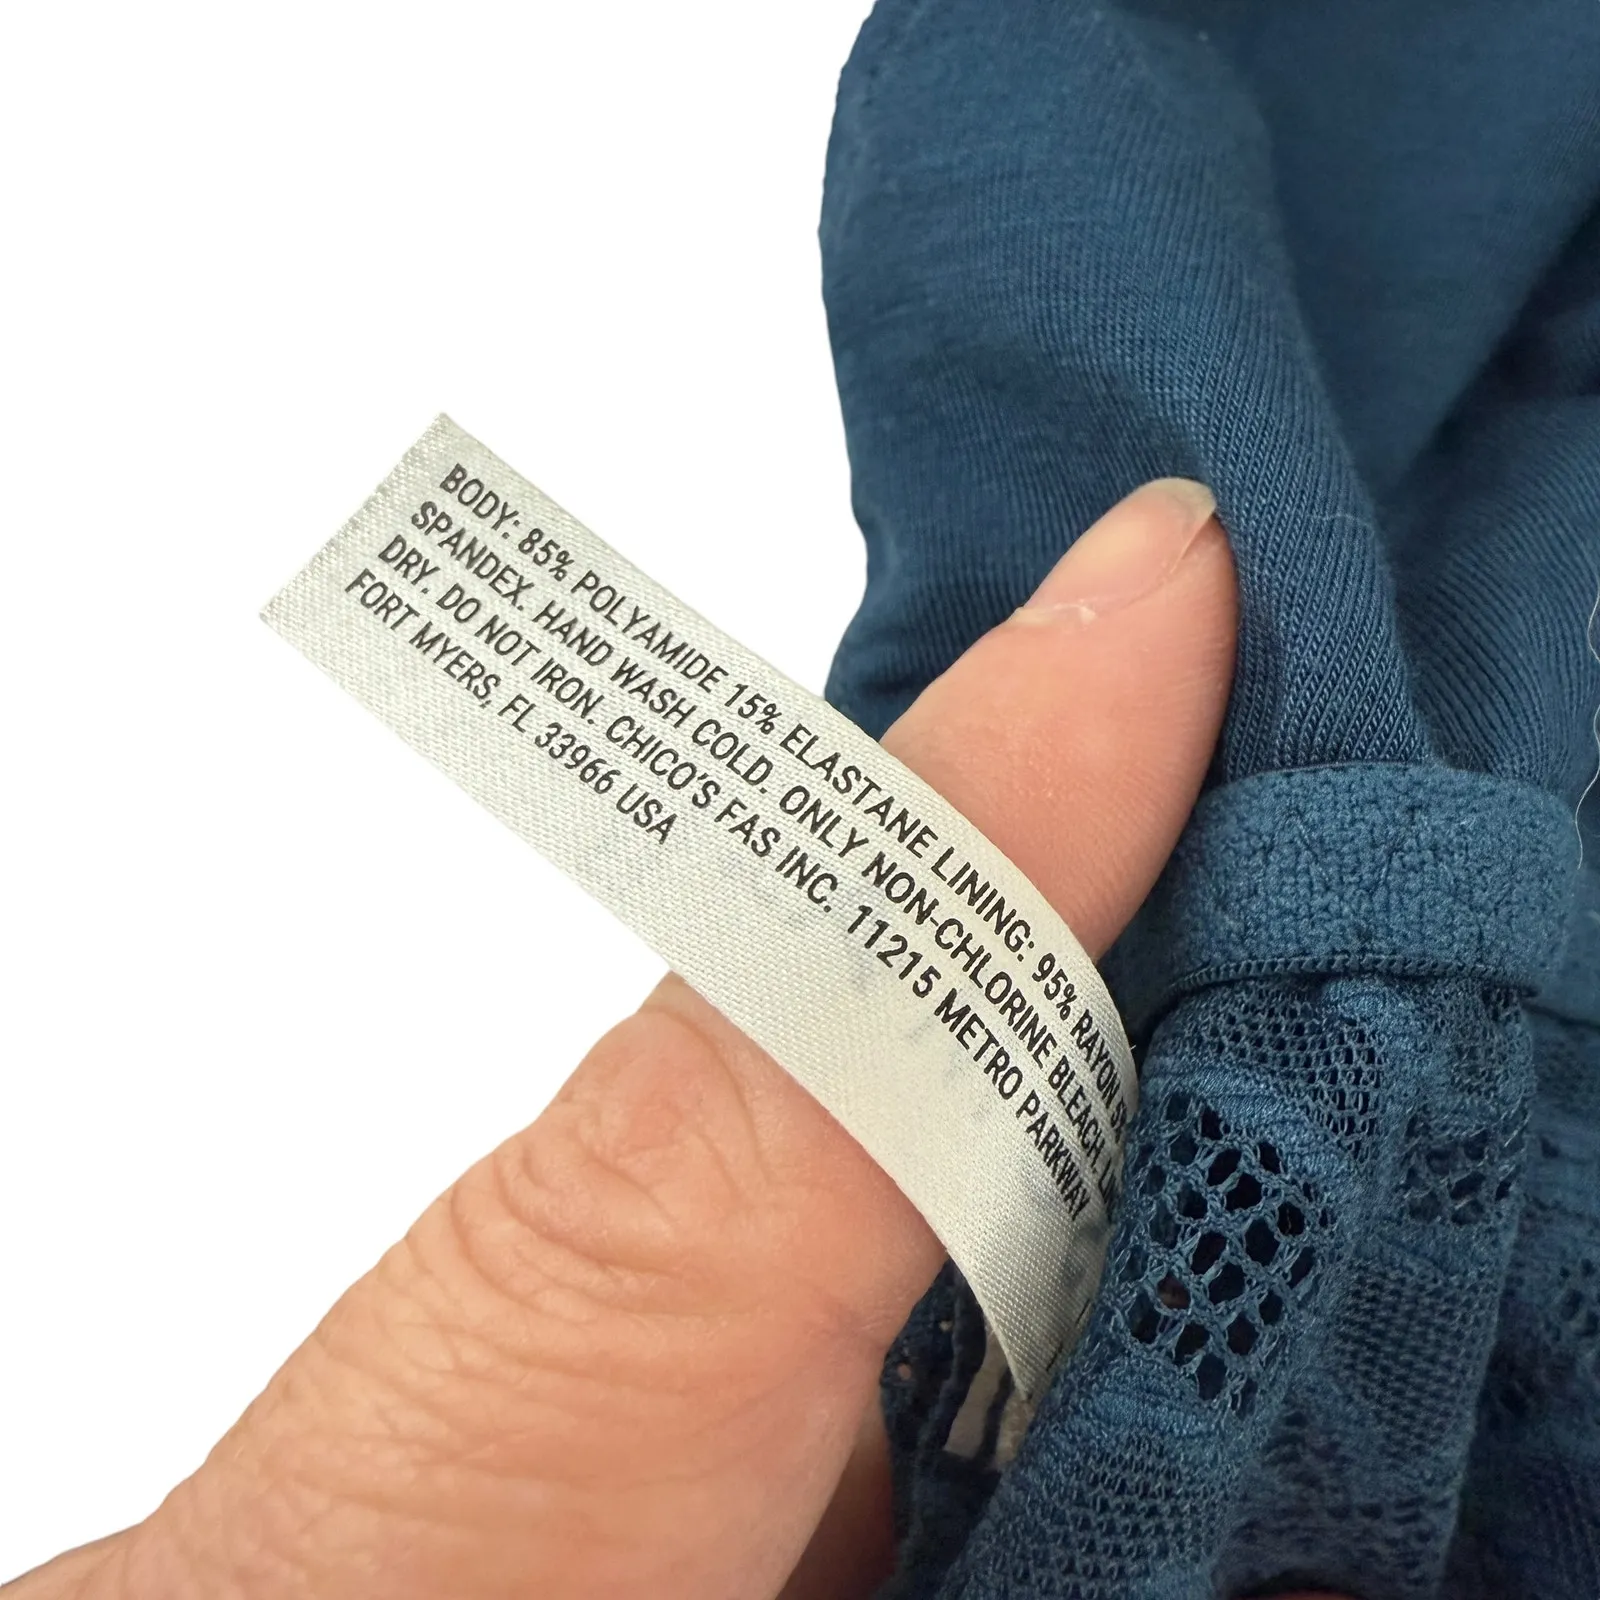 BODY: 85% POLYAMIDE 15% ELASTANE LINING: 95% RAYON 5%
SPANDEX. HAND WASH COLD. ONLY NON-CHLORINE BLEACH.
DRY. DO NOT IRON. CHICO'S FAS INC. 11215 METRO PARKWAY
FORT MYERS, FL 33966 USA